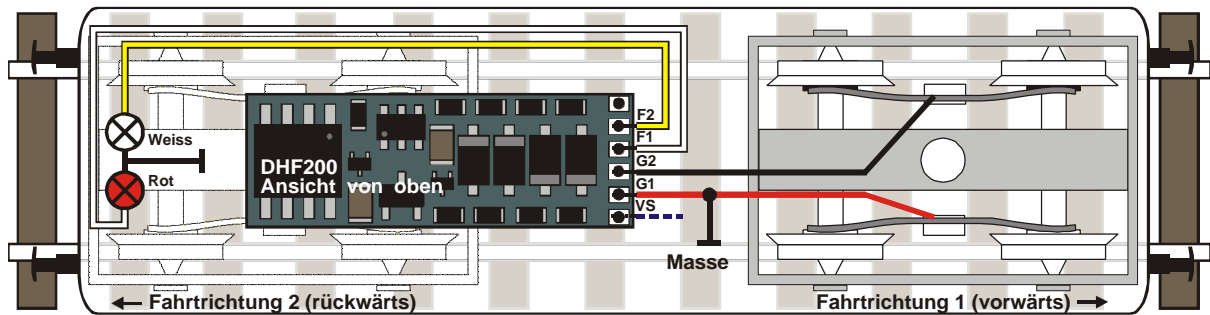 Weiss
Rot
DHF200
Ansicht von oben
F2
F1
G2
G1
VS
Masse
← Fahrtrichtung 2 (rückwärts)
Fahrtrichtung 1 (vorwärts) →